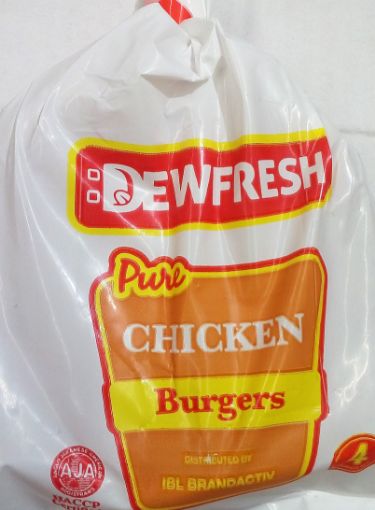 DEWFRESH
Pure
CHICKEN
Burgers
DISTRIBUTED BY
IBL BRANDACTIV
AJA
HACCP